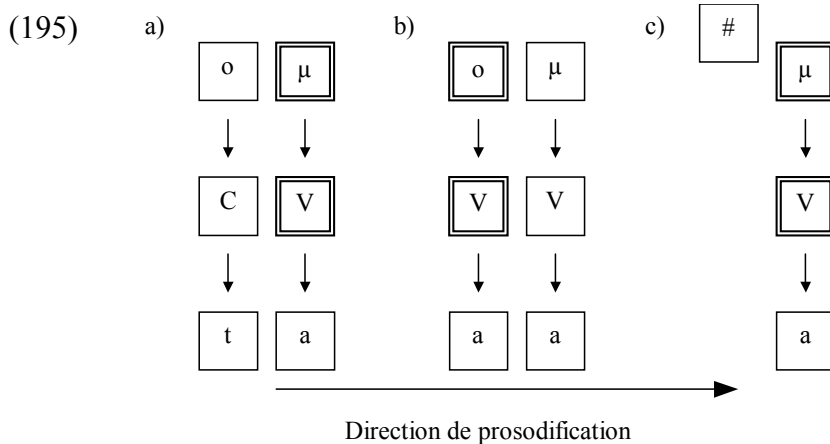 (195) a) b) c) #
o μ o μ μ
C V V V V
t a a a a
Direction de prosodification